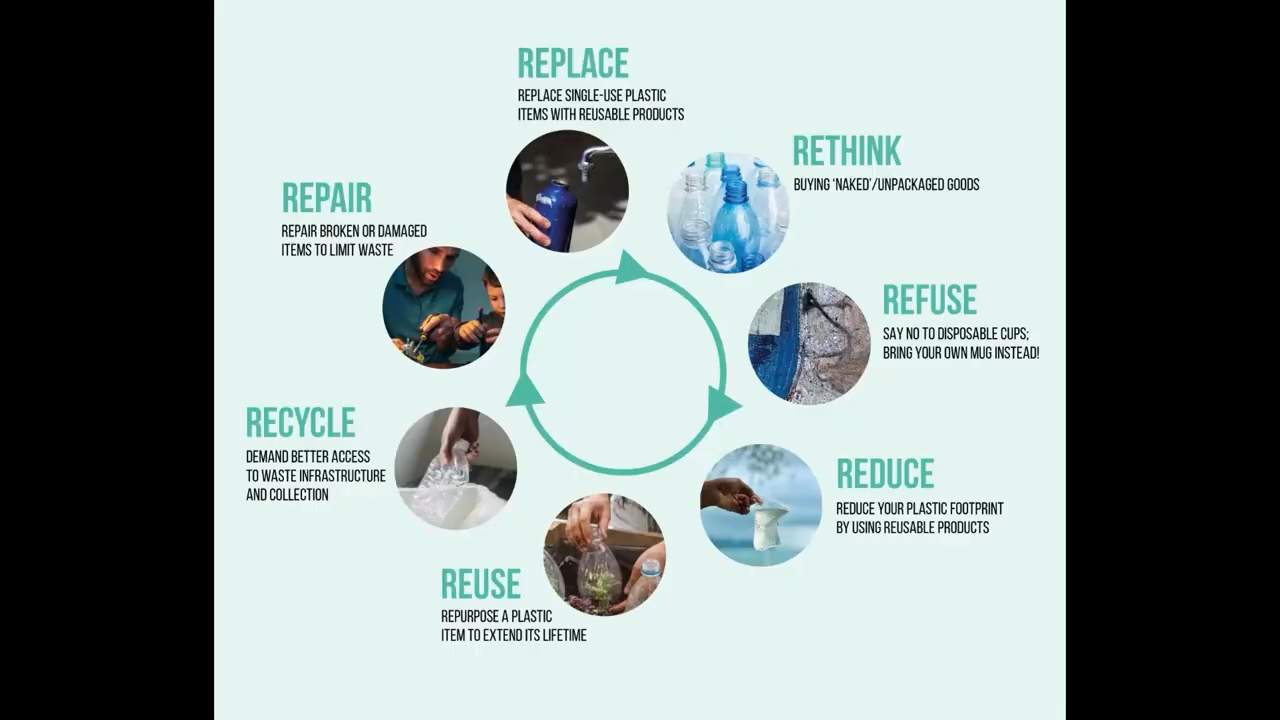 REPLACE
REPLACE SINGLE-USE PLASTIC
ITEMS WITH REUSABLE PRODUCTS
RETHINK
BUYING ‘NAKED’/UNPACKAGED GOODS
REFUSE
SAY NO TO DISPOSABLE CUPS;
BRING YOUR OWN MUG INSTEAD!
REDUCE
REDUCE YOUR PLASTIC FOOTPRINT
BY USING REUSABLE PRODUCTS
REUSE
REPURPOSE A PLASTIC
ITEM TO EXTEND ITS LIFETIME
RECYCLE
DEMAND BETTER ACCESS
TO WASTE INFRASTRUCTURE
AND COLLECTION
REPAIR
REPAIR BROKEN OR DAMAGED
ITEMS TO LIMIT WASTE